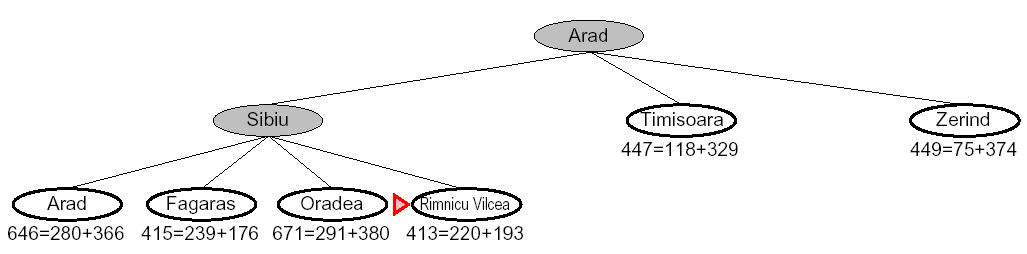 Arad
Sibiu
Timisoara
Zerind
447=118+329
449=75+374
Arad
Fagaras
Oradea
Rimnicu Vilcea
646=280+366
415=239+176
671=291+380
413=220+193